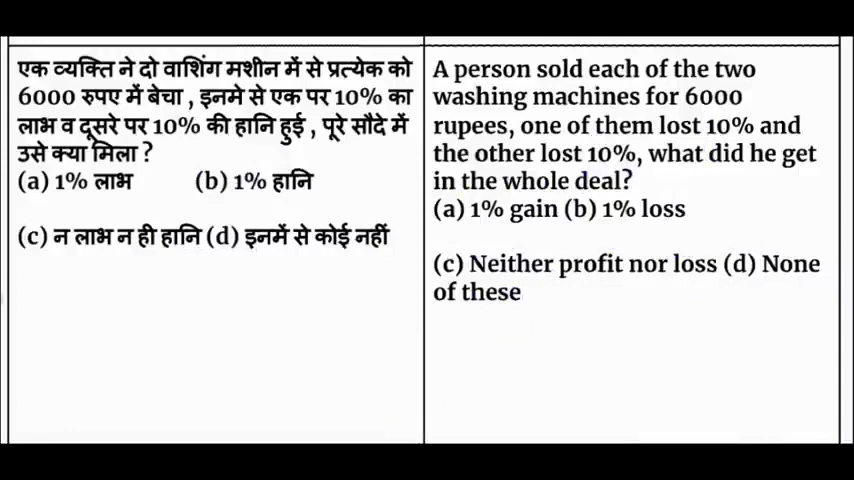 एक व्यक्ति ने दो वाशिंग मशीन में से प्रत्येक को
6000 रुपए में बेचा , इनमे से एक पर 10% का
लाभ व दूसरे पर 10% की हानि हुई , पूरे सौदे में
उसे क्या मिला ?
(a) 1% लाभ (b) 1% हानि
(c) न लाभ न ही हानि (d) इनमें से कोई नहीं
A person sold each of the two
washing machines for 6000
rupees, one of them lost 10% and
the other lost 10%, what did he get
in the whole deal?
(a) 1% gain (b) 1% loss
(c) Neither profit nor loss (d) None
of these